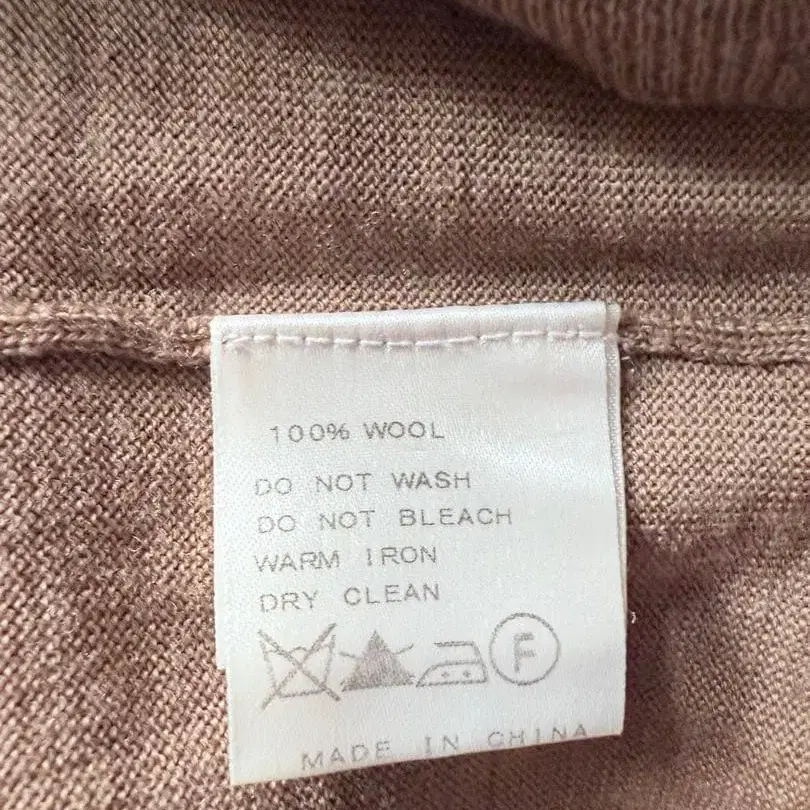 100% WOOL
DO NOT WASH
DO NOT BLEACH
WARM IRON
DRY CLEAN
F
MADE IN CHINA